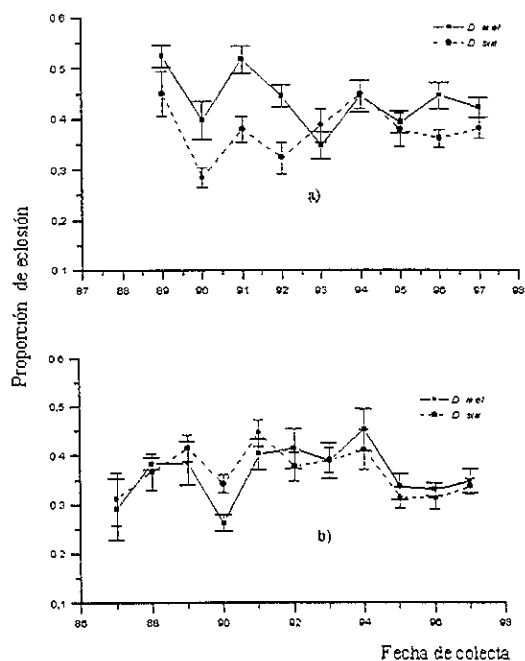 0.6
0.5
0.4
0.3
0.2
0.1
87 88 89 90 91 92 93 94 95 96 97 98
D. mel
D. sim
a)
Proporción de eclosión
0.6
0.5
0.4
0.3
0.2
0.1
86 88 90 92 94 96 98
D. mel
D. sim
b)
Fecha de colecta